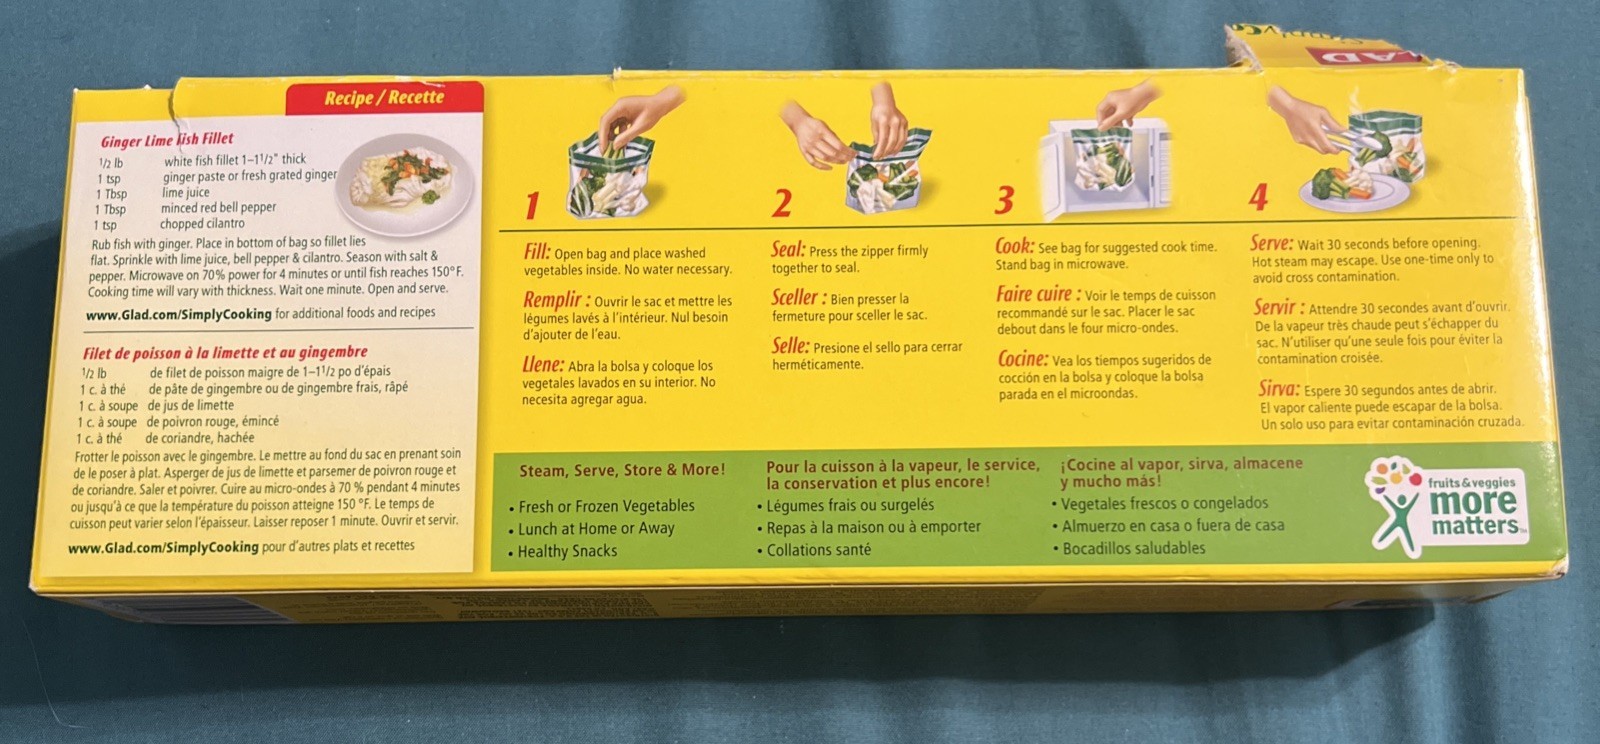 Recipe / Recette
Ginger Lime fish Fillet
1/2 lb white fish fillet 1–1 1/2" thick
1 tsp ginger paste or fresh grated ginger
1 Tbsp lime juice
1 Tbsp minced red bell pepper
1 tsp chopped cilantro
Rub fish with ginger. Place in bottom of bag so fillet lies
flat. Sprinkle with lime juice, bell pepper & cilantro. Season with salt &
pepper. Microwave on 70% power for 4 minutes or until fish reaches 150°F.
Cooking time will vary with thickness. Wait one minute. Open and serve.
www.Glad.com/SimplyCooking for additional foods and recipes
Filet de poisson à la limette et au gingembre
1/2 lb de filet de poisson maigre de 1–1 1/2 po d'épais
1 c. à thé de pâte de gingembre ou de gingembre frais, râpé
1 c. à soupe de jus de limette
1 c. à soupe de poivron rouge, émincé
1 c. à thé de coriandre, hachée
Frotter le poisson avec le gingembre. Le mettre au fond du sac en prenant soin
de le poser à plat. Asperger de jus de limette et parsemer de poivron rouge et
de coriandre. Saler et poivrer. Cuire au micro-ondes à 70 % pendant 4 minutes
ou jusqu'à ce que la température du poisson atteigne 150 °F. Le temps de
cuisson peut varier selon l'épaisseur. Laisser reposer 1 minute. Ouvrir et servir.
www.Glad.com/SimplyCooking pour d'autres plats et recettes
1
Fill: Open bag and place washed
vegetables inside. No water necessary.
Remplir : Ouvrir le sac et mettre les
légumes lavés à l'intérieur. Nul besoin
d'ajouter de l'eau.
Llene: Abra la bolsa y coloque los
vegetales lavados en su interior. No
necesita agregar agua.
2
Seal: Press the zipper firmly
together to seal.
Sceller : Bien presser la
fermeture pour sceller le sac.
Selle: Presione el sello para cerrar
herméticamente.
3
Cook: See bag for suggested cook time.
Stand bag in microwave.
Faire cuire : Voir le temps de cuisson
recommandé sur le sac. Placer le sac
debout dans le four micro-ondes.
Cocine: Vea los tiempos sugeridos de
cocción en la bolsa y coloque la bolsa
parada en el microondas.
4
Serve: Wait 30 seconds before opening.
Hot steam may escape. Use one-time only to
avoid cross contamination.
Servir : Attendre 30 secondes avant d'ouvrir.
De la vapeur très chaude peut s'échapper du
sac. N'utiliser qu'une seule fois pour éviter la
contamination croisée.
Sirva: Espere 30 segundos antes de abrir.
El vapor caliente puede escapar de la bolsa.
Un solo uso para evitar contaminación cruzada.
Steam, Serve, Store & More!
• Fresh or Frozen Vegetables
• Lunch at Home or Away
• Healthy Snacks
Pour la cuisson à la vapeur, le service,
la conservation et plus encore!
• Légumes frais ou surgelés
• Repas à la maison ou à emporter
• Collations santé
¡Cocine al vapor, sirva, almacene
y mucho más!
• Vegetales frescos o congelados
• Almuerzo en casa o fuera de casa
• Bocadillos saludables
fruits & veggies
more
matters